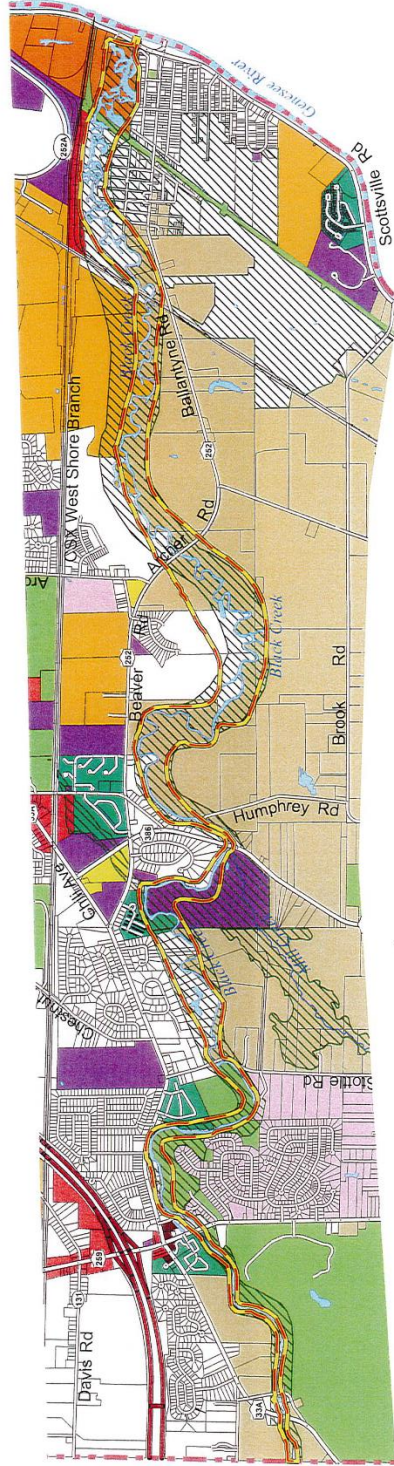 Genesee River
Scottsville Rd
252A
CSX West Shore Branch
Black Creek
Ballantyne Rd
252
Archer Rd
Black Creek
Brook Rd
Beaver Rd
252
Humphrey Rd
386
Chili Ave
Chestnut
Stottle Rd
259
131
Davis Rd
33A